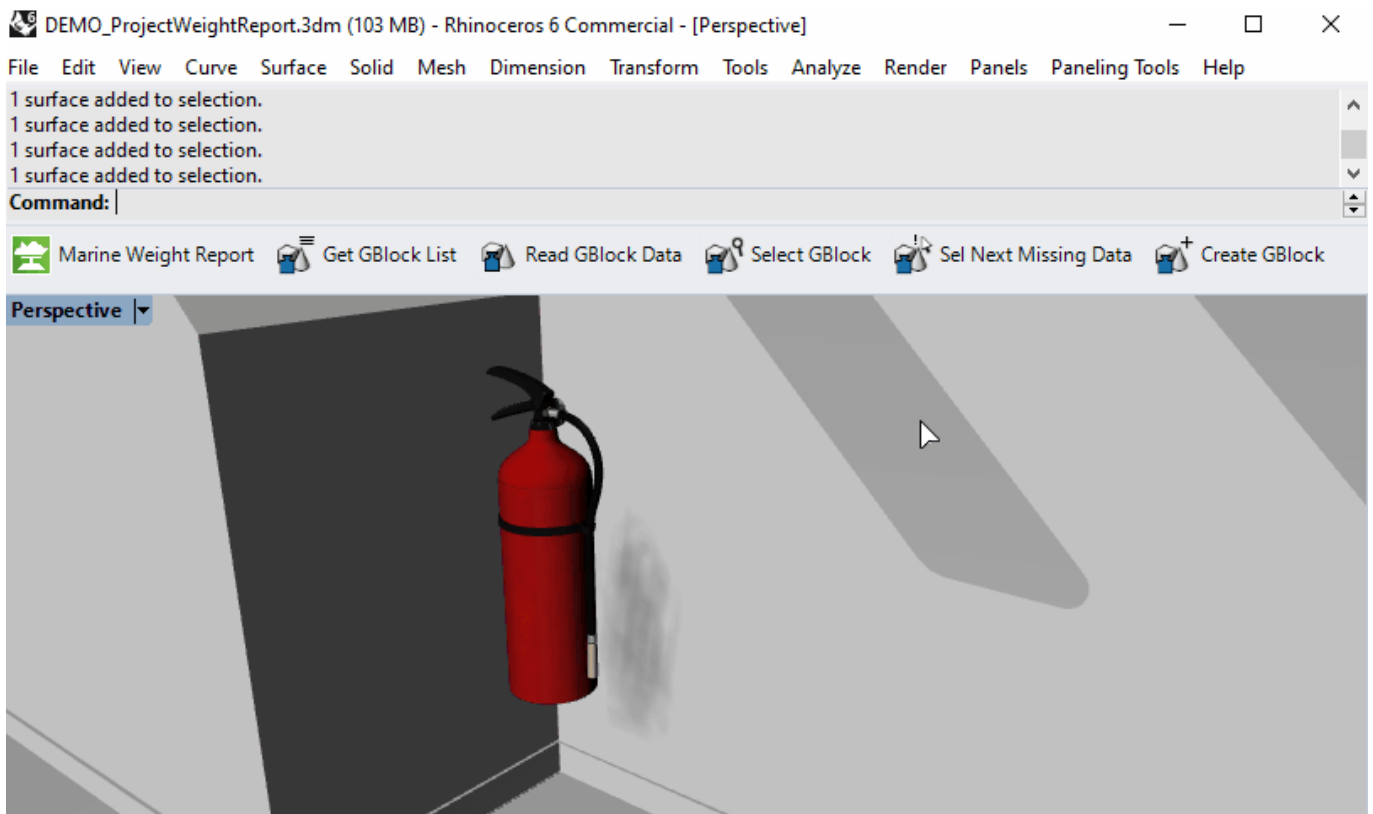 DEMO_ProjectWeightReport.3dm (103 MB) - Rhinoceros 6 Commercial - [Perspective]
File Edit View Curve Surface Solid Mesh Dimension Transform Tools Analyze Render Panels Paneling Tools Help
1 surface added to selection.
1 surface added to selection.
1 surface added to selection.
1 surface added to selection.
Command:
Marine Weight Report Get GBlock List Read GBlock Data Select GBlock Sel Next Missing Data Create GBlock
Perspective